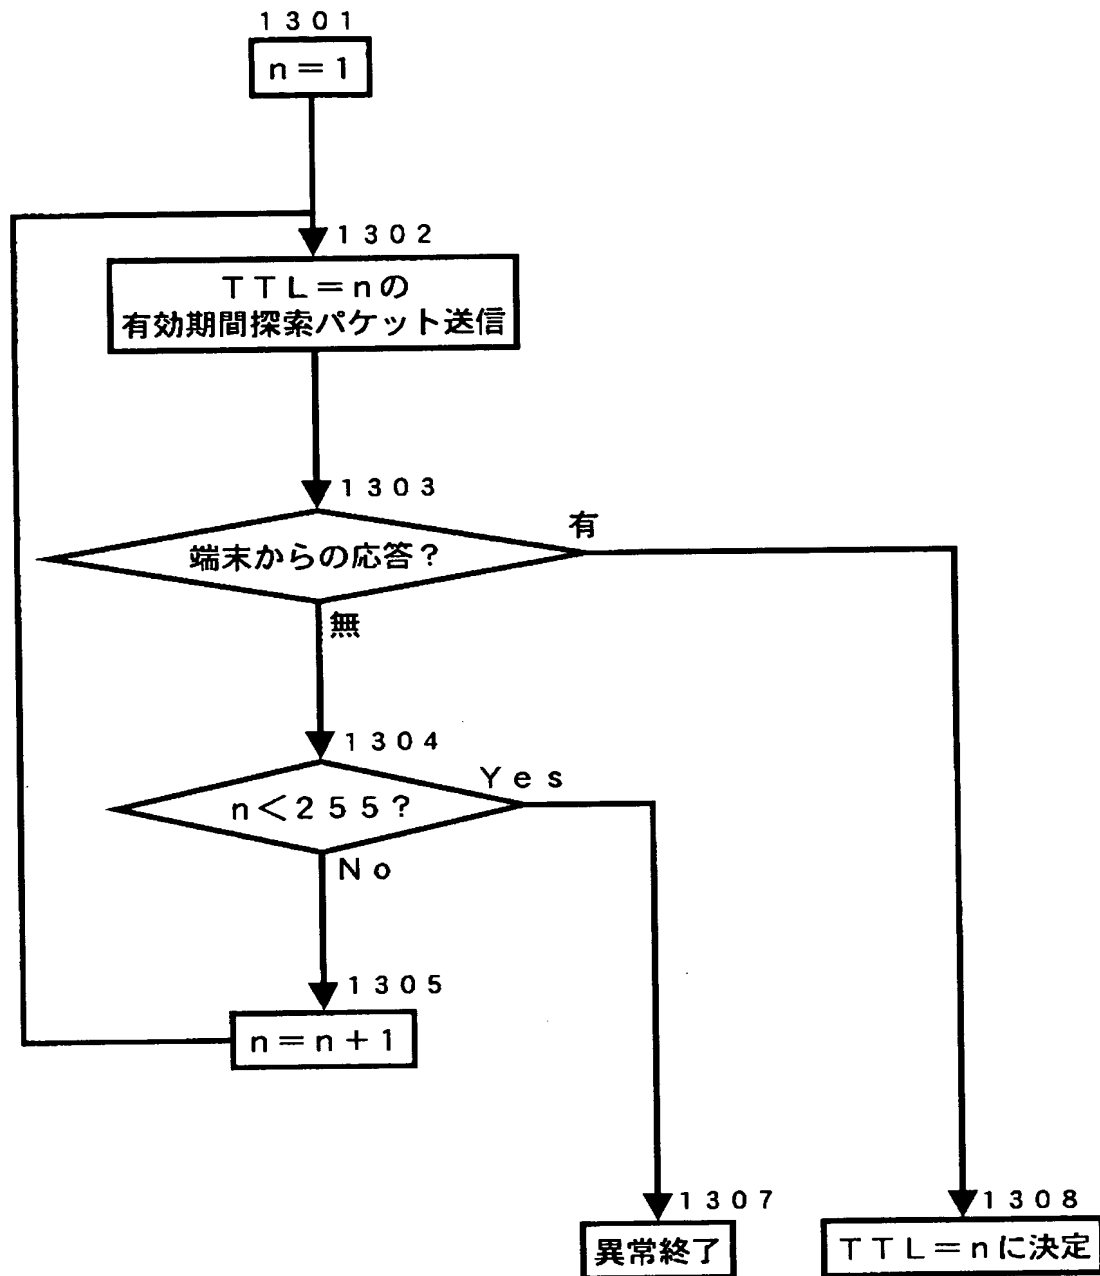 1301
n=1
1302
TTL=nの
有効期間探索パケット送信
1303
端末からの応答?
有
無
1304
n<255?
Yes
No
1305
n=n+1
1307
異常終了
1308
TTL=nに決定